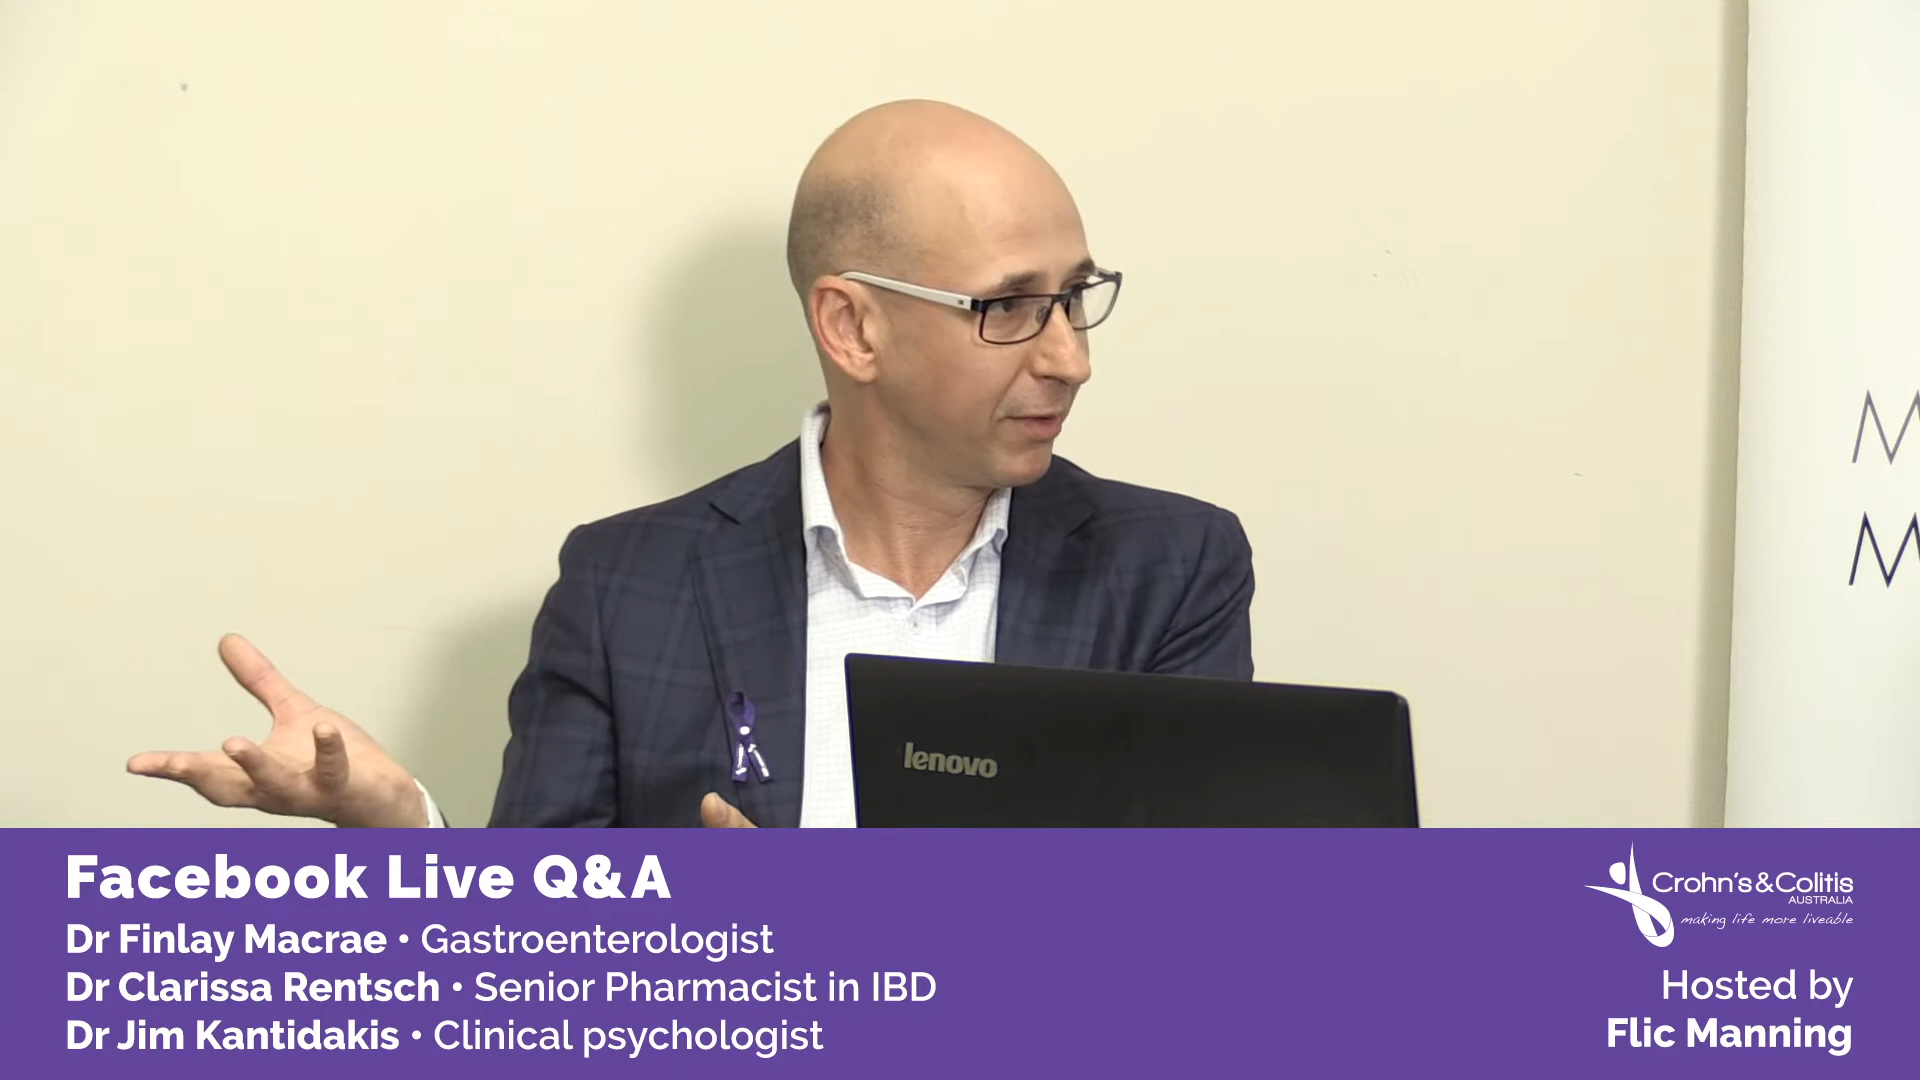 M
M
lenovo
Facebook Live Q&A
Dr Finlay Macrae • Gastroenterologist
Dr Clarissa Rentsch • Senior Pharmacist in IBD
Dr Jim Kantidakis • Clinical psychologist
Crohn's & Colitis
AUSTRALIA
making life more liveable
Hosted by
Flic Manning